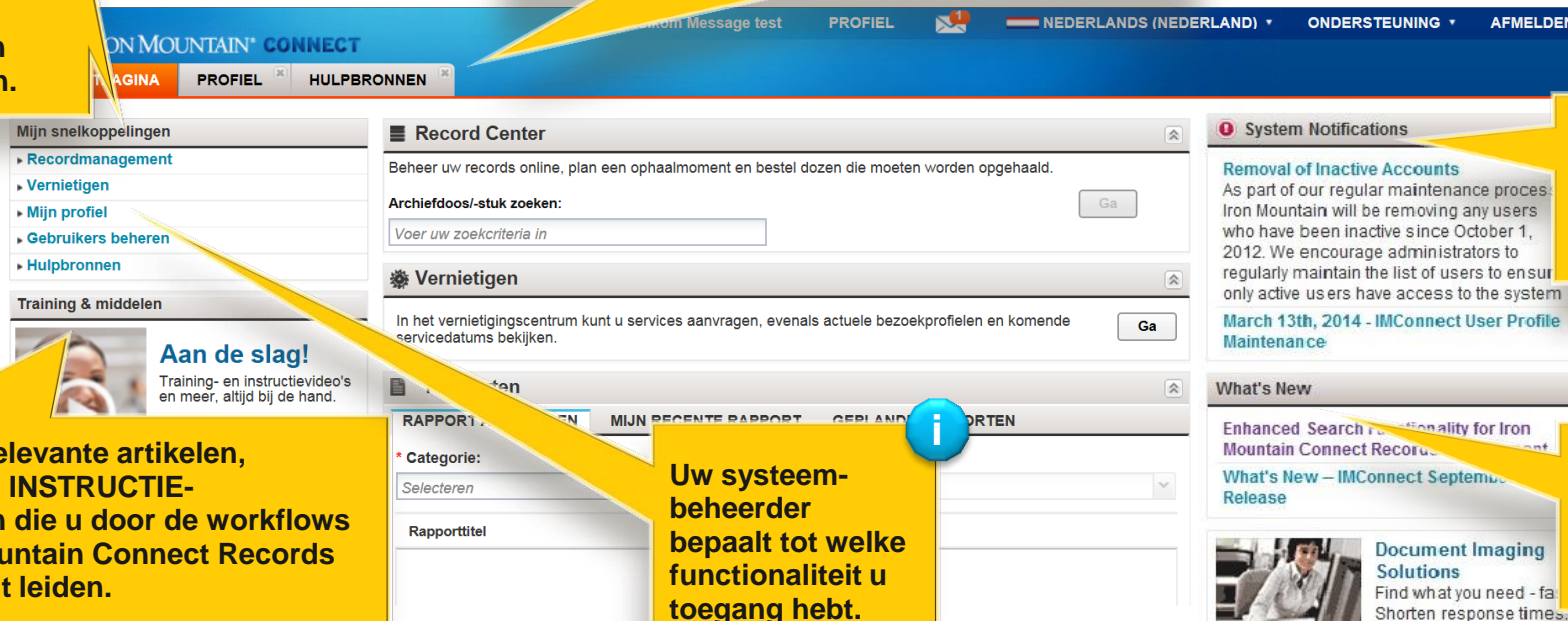 Message test PROFIEL 1 NEDERLANDS (NEDERLAND) ONDERSTEUNING AFMELDEN
MOUNTAIN® CONNECT
n.
PROFIEL HULPBRONNEN
Mijn snelkoppelingen
Recordmanagement
Vernietigen
Mijn profiel
Gebruikers beheren
Hulpbronnen
Training & middelen
Aan de slag!
Training- en instructievideo's
en meer, altijd bij de hand.
elevante artikelen,
INSTRUCTIE-
n die u door de workflows
untain Connect Records
t leiden.
Record Center
Beheer uw records online, plan een ophaalmoment en bestel dozen die moeten worden opgehaald.
Archiefdoos/-stuk zoeken:
Ga
Voer uw zoekcriteria in
Vernietigen
In het vernietigingscentrum kunt u services aanvragen, evenals actuele bezoekprofielen en komende
servicedatums bekijken.
Ga
MIJN RECENTE RAPPORT
* Categorie:
Selecteren
Rapporttitel
i
Uw systeem-
beheerder
bepaalt tot welke
functionaliteit u
toegang hebt.
System Notifications
Removal of Inactive Accounts
As part of our regular maintenance process
Iron Mountain will be removing any users
who have been inactive since October 1,
2012. We encourage administrators to
regularly maintain the list of users to ensur
only active users have access to the system
March 13th, 2014 - IMConnect User Profile
Maintenance
What's New
Enhanced Search Functionality for Iron
Mountain Connect Records
What's New – IMConnect September
Release
Document Imaging
Solutions
Find what you need - fa
Shorten response times